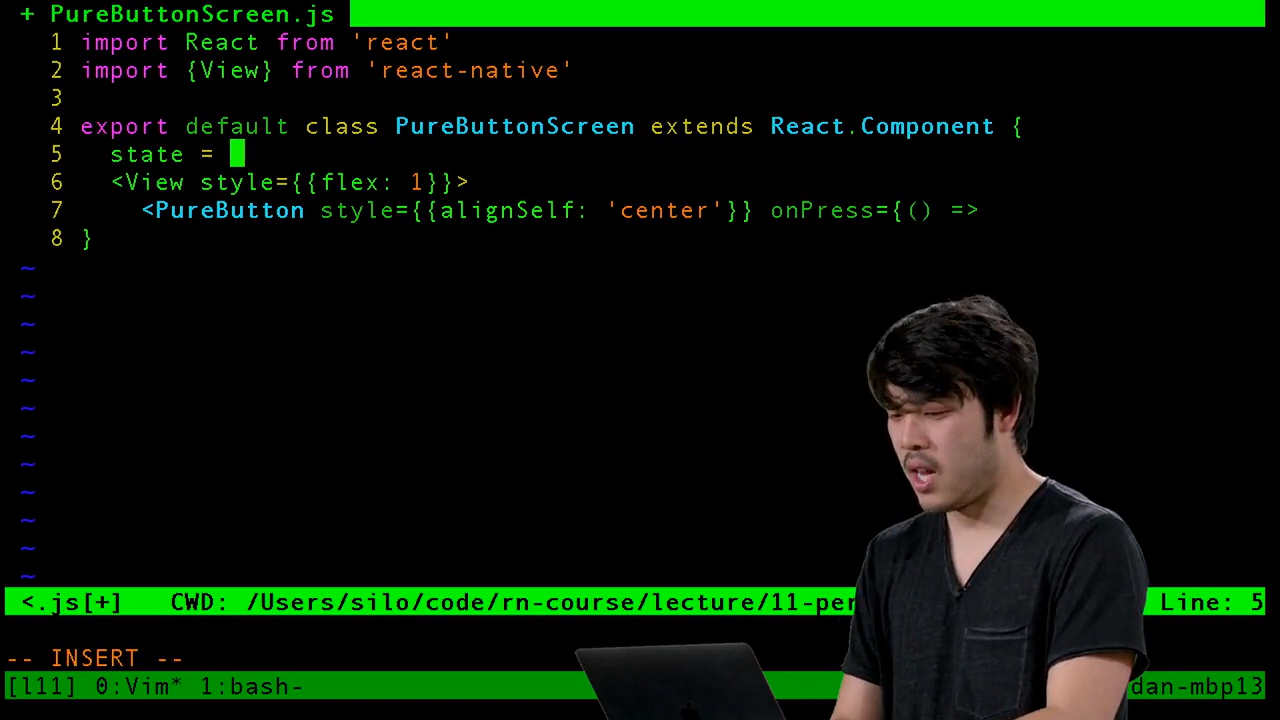 + PureButtonScreen.js
1 import React from 'react'
2 import {View} from 'react-native'
3
4 export default class PureButtonScreen extends React.Component {
5   state =
6   <View style={{flex: 1}}>
7     <PureButton style={{alignSelf: 'center'}} onPress={() =>
8 }
~
~
~
~
~
~
~
~
~
~
~
~
<.js[+]   CWD: /Users/silo/code/rn-course/lecture/11-per Line: 5
-- INSERT --
[l11] 0:Vim* 1:bash- dan-mbp13